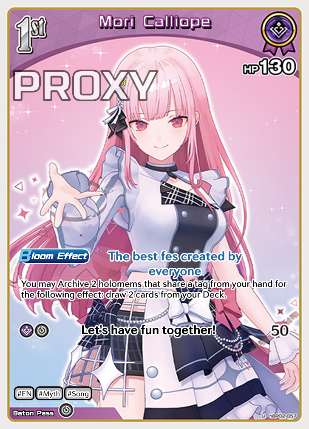 Mori Calliope
1st
HP130
PROXY
Bloom Effect
The best fes created by
everyone
You may Archive 2 holomems that share a tag from your hand for
the following effect: draw 2 cards from your Deck.
Let's have fun together!
50
#EN #Myth #Song
Baton Pass